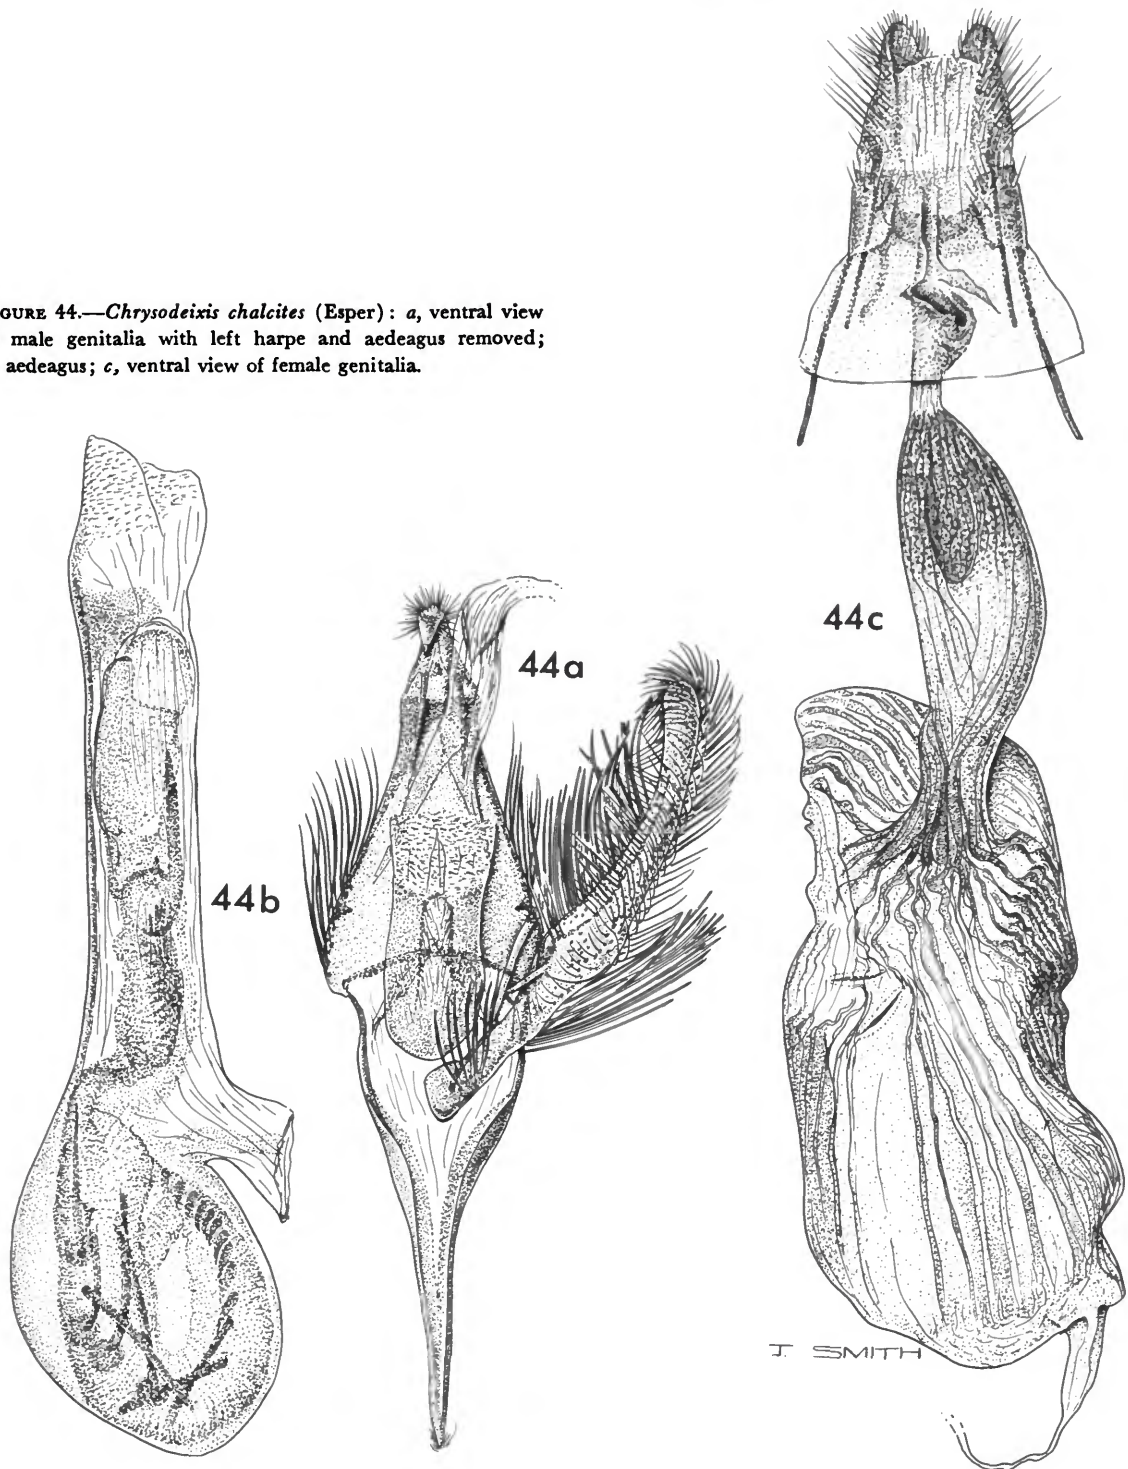 GURE 44.—Chrysodeixis chalcites (Esper): a, ventral view
male genitalia with left harpe and aedeagus removed;
aedeagus; c, ventral view of female genitalia.
44c
44a
44b
J. SMITH